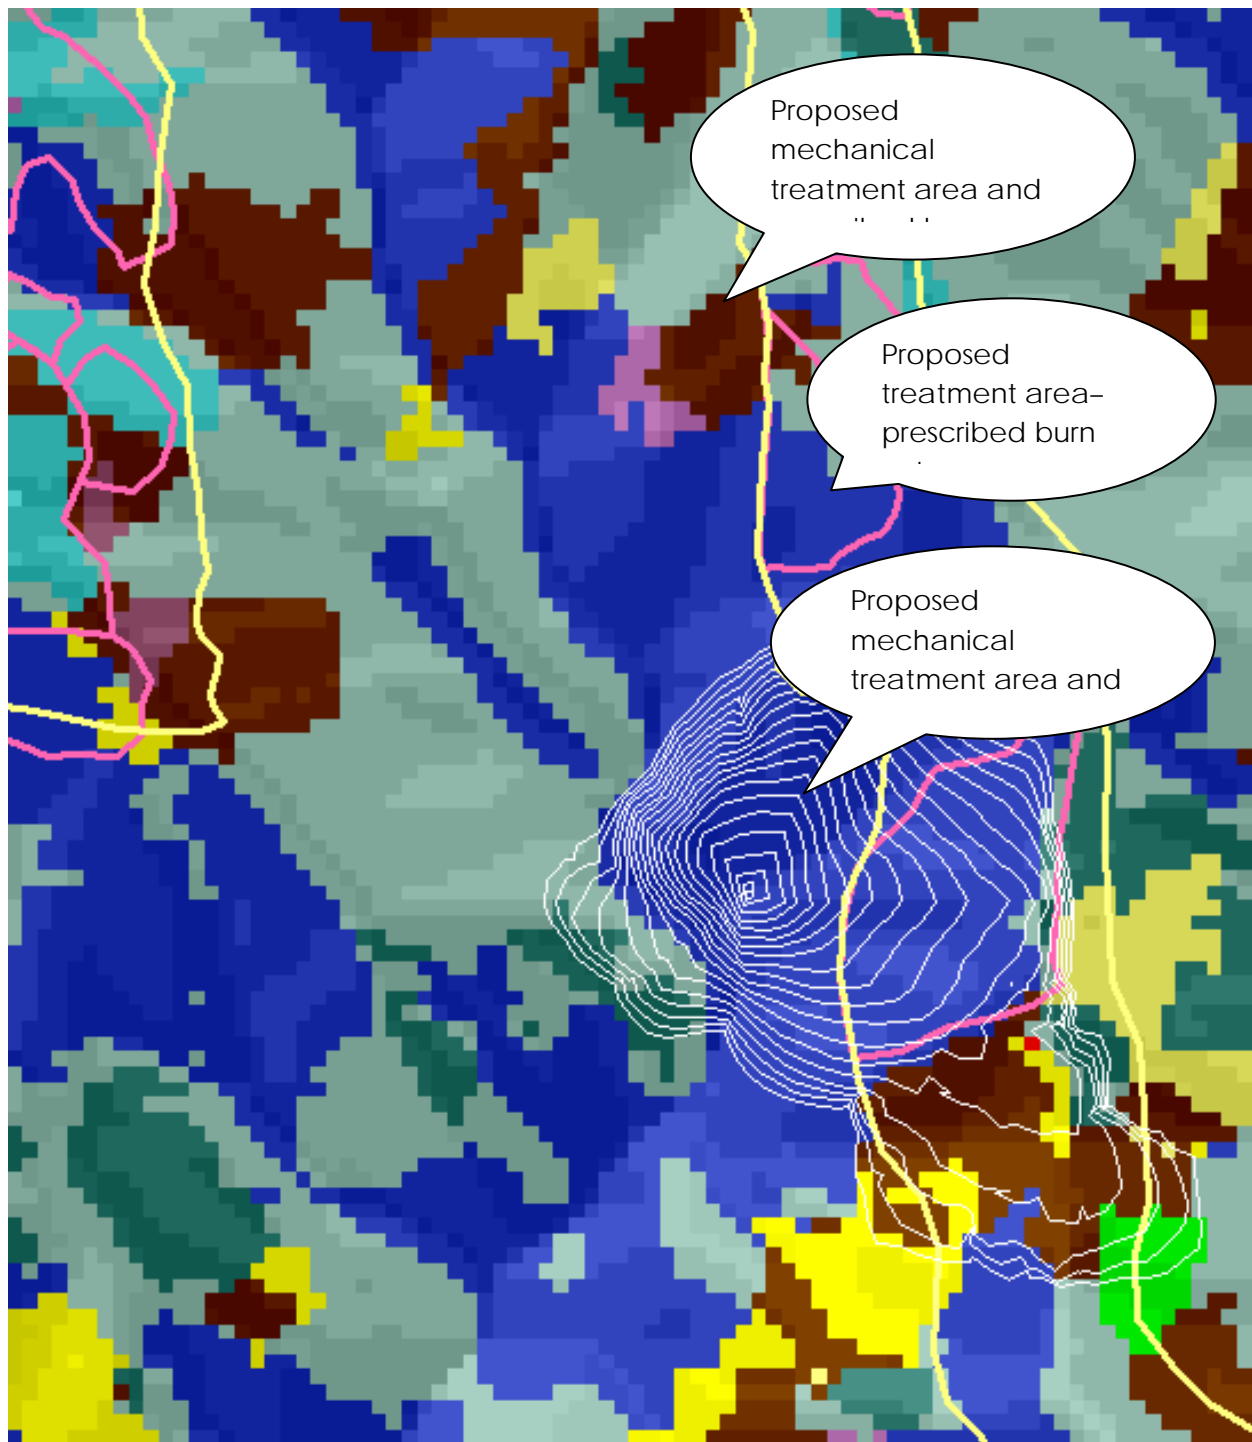 Proposed
mechanical
treatment area and
Proposed
treatment area–
prescribed burn
Proposed
mechanical
treatment area and